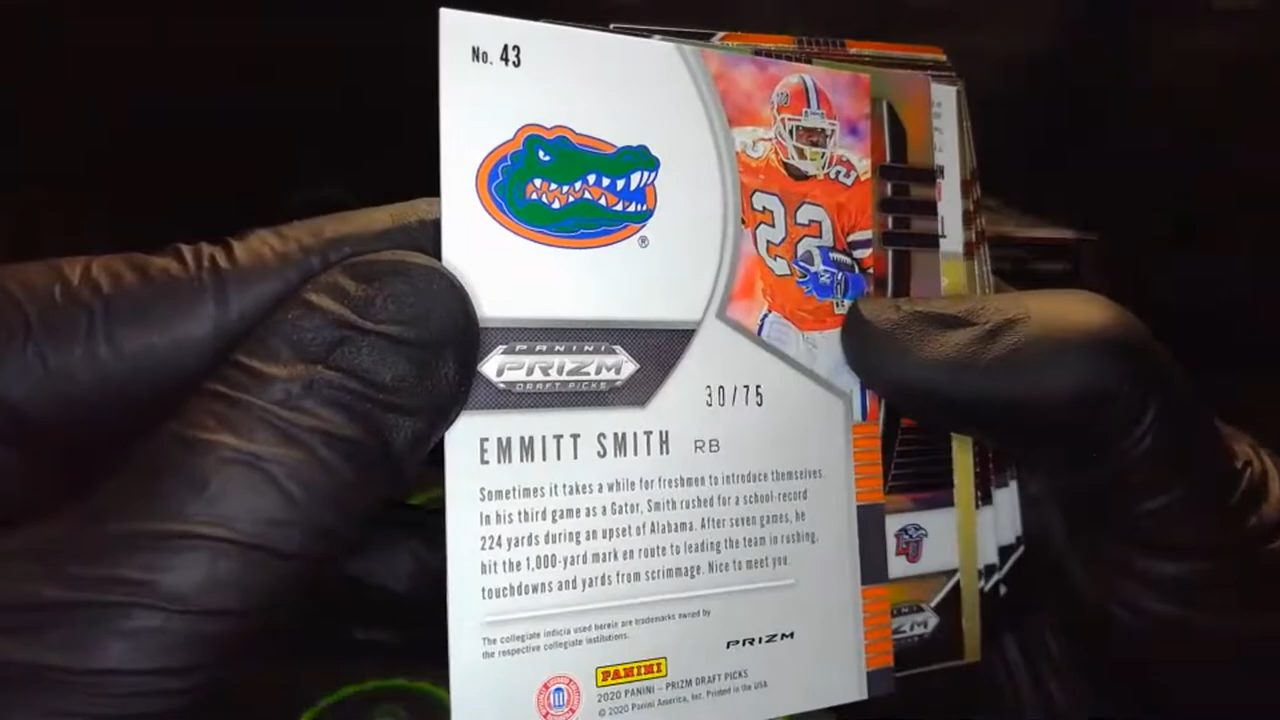 No. 43
22
22
®
PANINI
PRIZM
DRAFT PICKS
30/75
EMMITT SMITH RB
Sometimes it takes a while for freshmen to introduce themselves.
In his third game as a Gator, Smith rushed for a school-record
224 yards during an upset of Alabama. After seven games, he
hit the 1,000-yard mark en route to leading the team in rushing,
touchdowns and yards from scrimmage. Nice to meet you.
The collegiate indicia used herein are trademarks owned by
the respective collegiate institutions.
PRIZM
PANINI
2020 PANINI – PRIZM DRAFT PICKS
© 2020 Panini America, Inc. Printed in the USA
LU